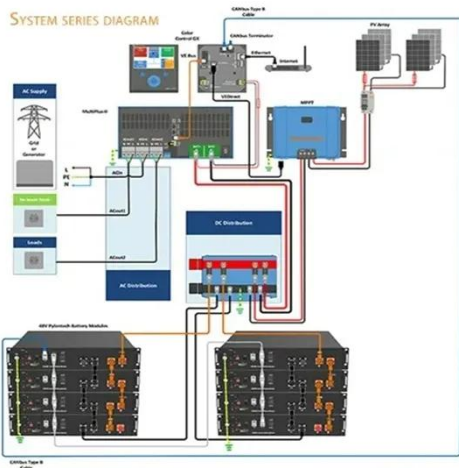 SYSTEM SERIES DIAGRAM
CANbus Type B
Cable
Color
Control GX
CANbus Terminator
PV Array
VE.Bus
Ethernet
Internet
AC Supply
MultiPlus-II
VE.Direct
MPPT
Grid
or
Generator
L
PE
N
ACin
ACout1
Loads
ACout2
DC Distribution
AC Distribution
48V Pylontech Battery Modules
CANbus Type B
Cable